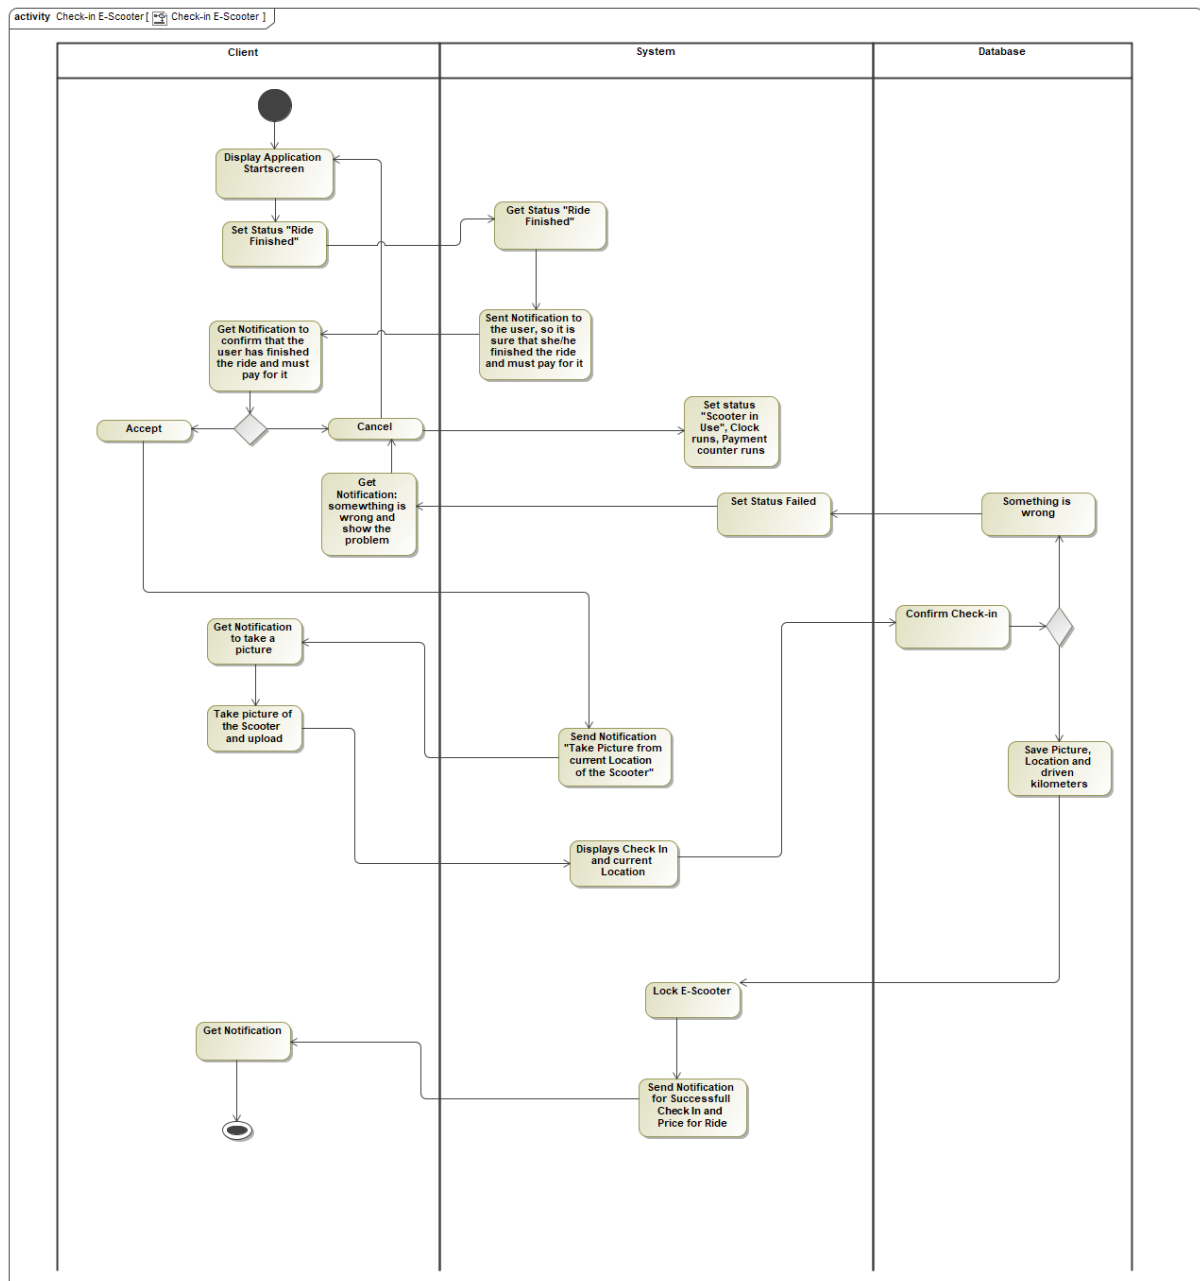 activity Check-in E-Scooter [ Check-in E-Scooter ]
Client
System
Database
Display Application
Startscreen
Set Status "Ride
Finished"
Get Status "Ride
Finished"
Get Notification to
confirm that the
user has finished
the ride and must
pay for it
Sent Notification to
the user, so it is
sure that she/he
finished the ride
and must pay for it
Accept
Cancel
Set status
"Scooter in
Use", Clock
runs, Payment
counter runs
Get
Notification:
somewthing is
wrong and
show the
problem
Set Status Failed
Something is
wrong
Confirm Check-in
Get Notification
to take a
picture
Take picture of
the Scooter
and upload
Send Notification
"Take Picture from
current Location
of the Scooter"
Save Picture,
Location and
driven
kilometers
Displays Check In
and current
Location
Lock E-Scooter
Get Notification
Send Notification
for Successfull
Check In and
Price for Ride